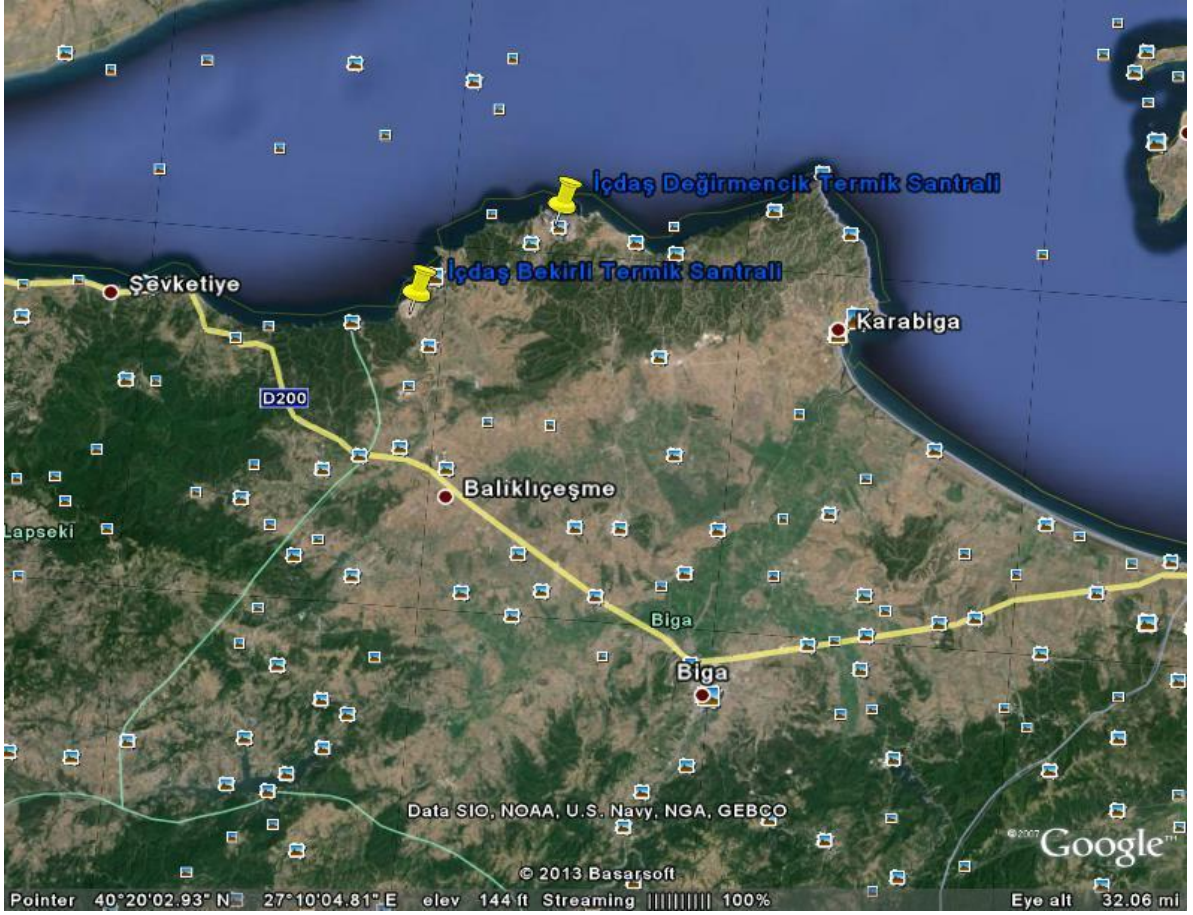 İçdaş Değirmencik Termik Santrali
İçdaş Bekirli Termik Santrali
Şevketiye
Karabiga
D200
Balıklıçeşme
Lapseki
Biga
Biga
Data SIO, NOAA, U.S. Navy, NGA, GEBCO
©2007 Google™
© 2013 Basarsoft
Pointer 40°20'02.93" N 27°10'04.81" E elev 144 ft Streaming |||||||||| 100% Eye alt 32.06 mi